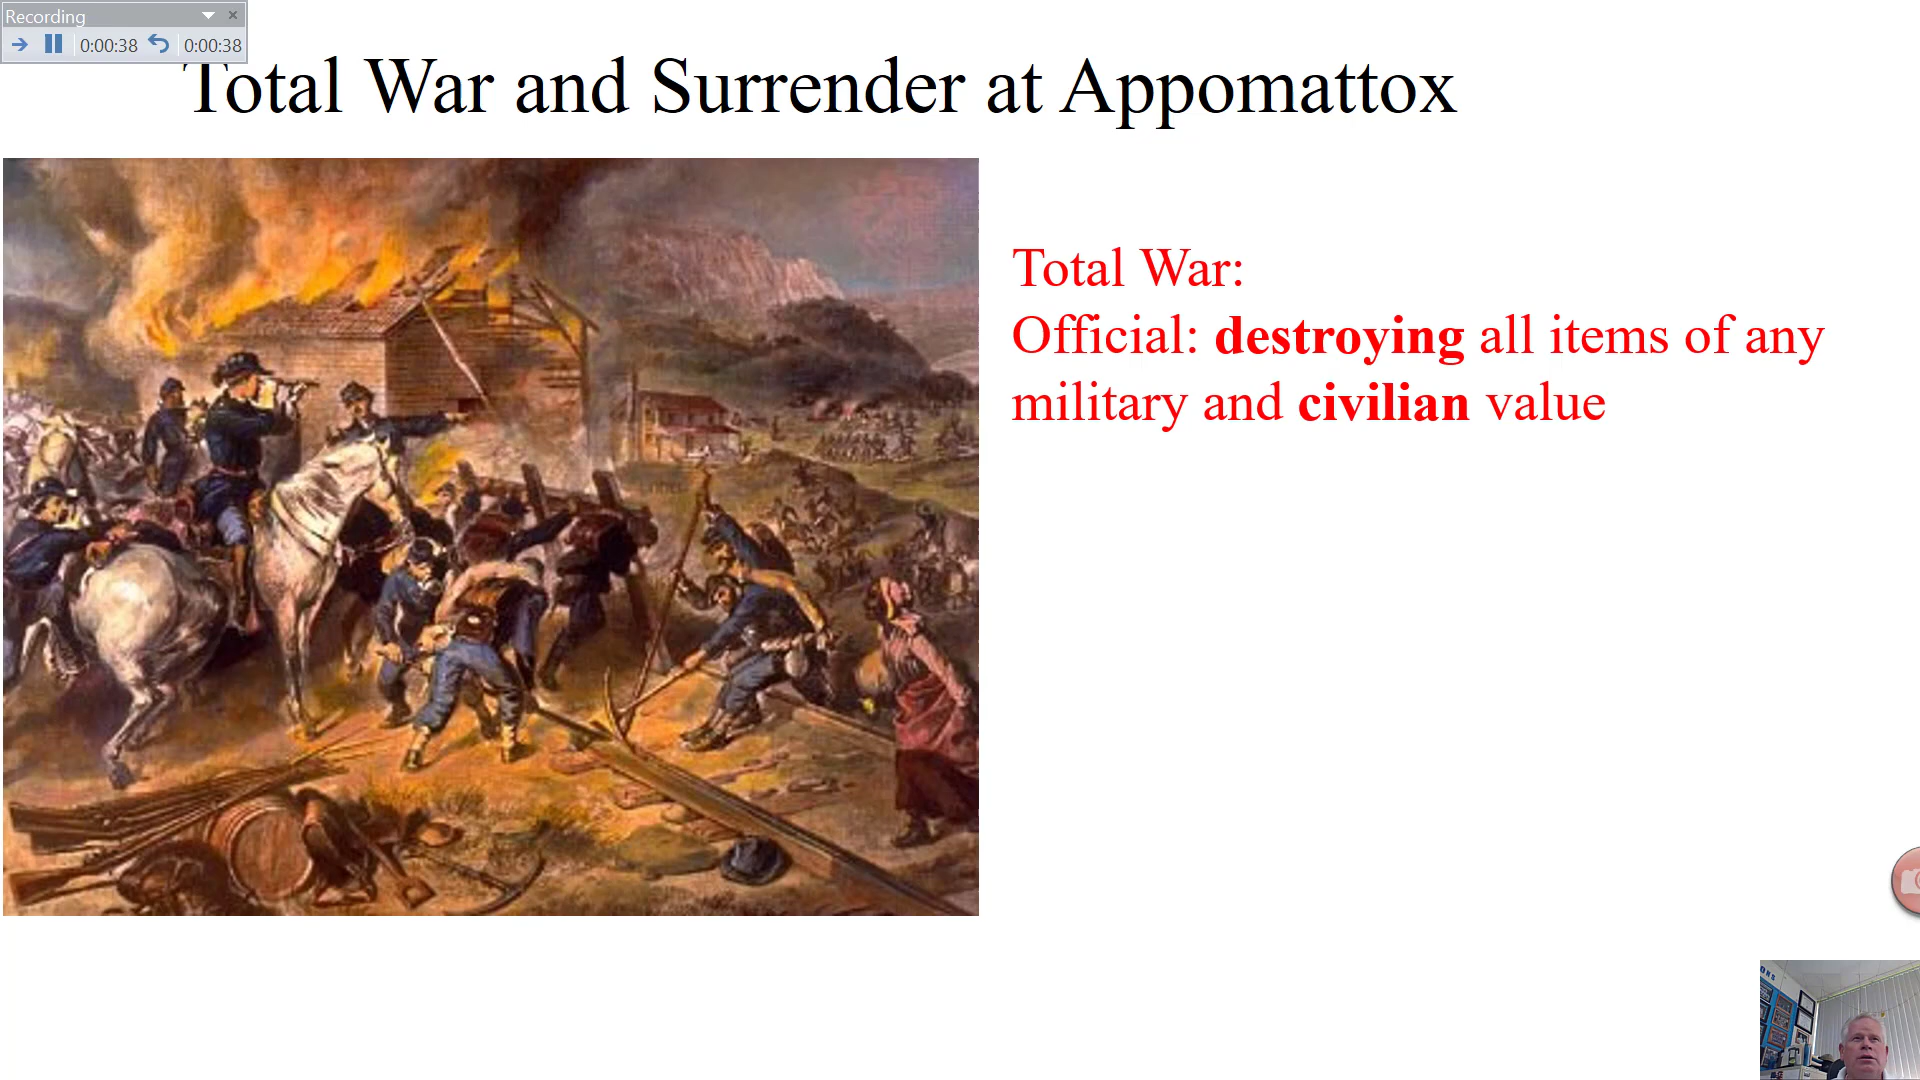 Recording
0:00:38 0:00:38
Total War and Surrender at Appomattox
Total War:
Official: destroying all items of any
military and civilian value